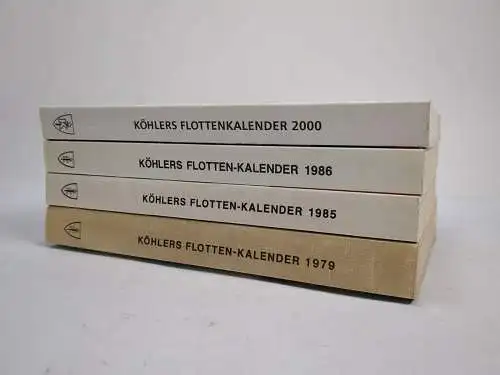 KÖHLERS FLOTTENKALENDER 2000
KÖHLERS FLOTTEN-KALENDER 1986
KÖHLERS FLOTTEN-KALENDER 1985
KÖHLERS FLOTTEN-KALENDER 1979